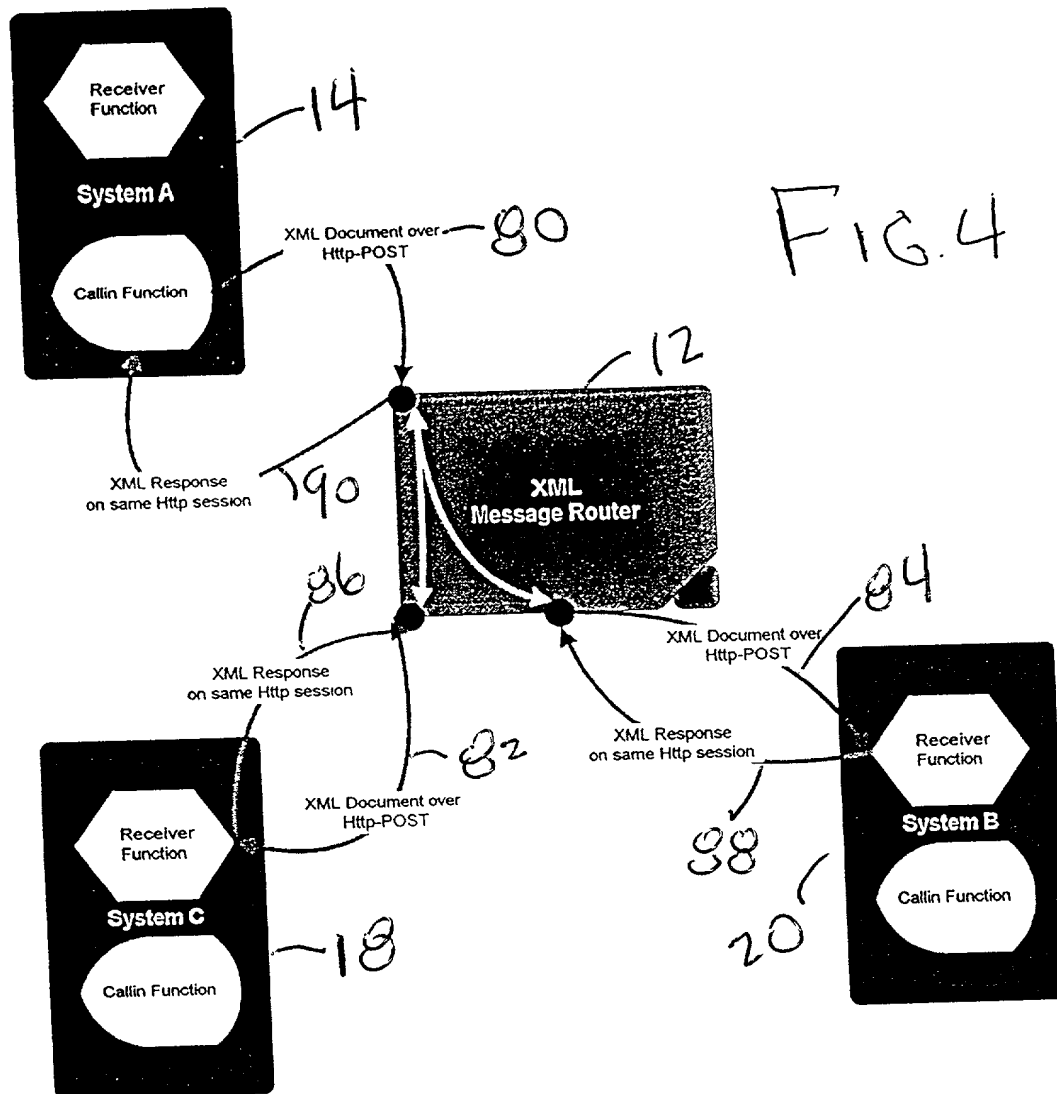 Receiver
Function
14
System A
Callin Function
XML Document over
Http-POST
80
FIG. 4
12
XML
Message Router
XML Response
on same Http session
90
86
XML Response
on same Http session
82
XML Document over
Http-POST
XML Document over
Http-POST
84
XML Response
on same Http session
88
Receiver
Function
System B
Callin Function
20
Receiver
Function
System C
Callin Function
18